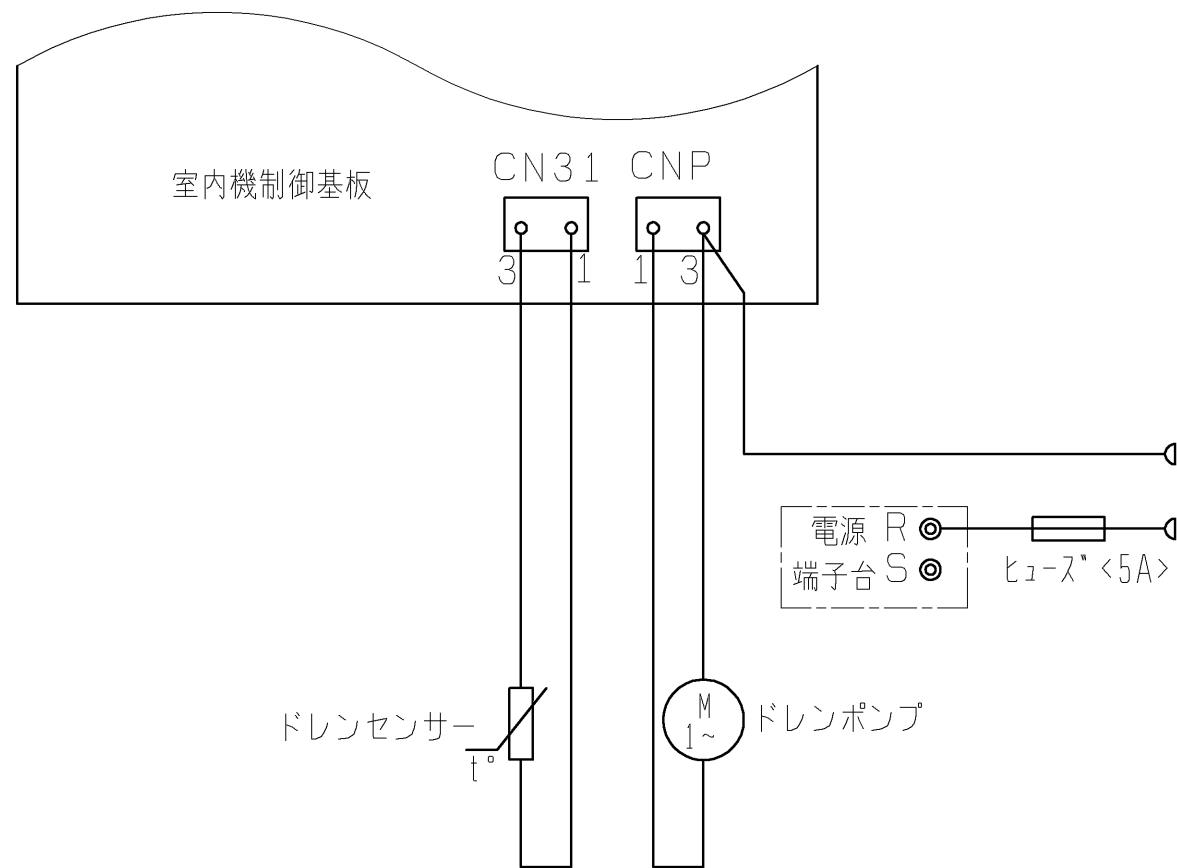 CN31 CNP
室内機制御基板
3 1 1 3
電源 R
端子台 S
ﾋｭｰｽﾞ<5A>
ドレンセンサー
t°
M
1~
ドレンポンプ